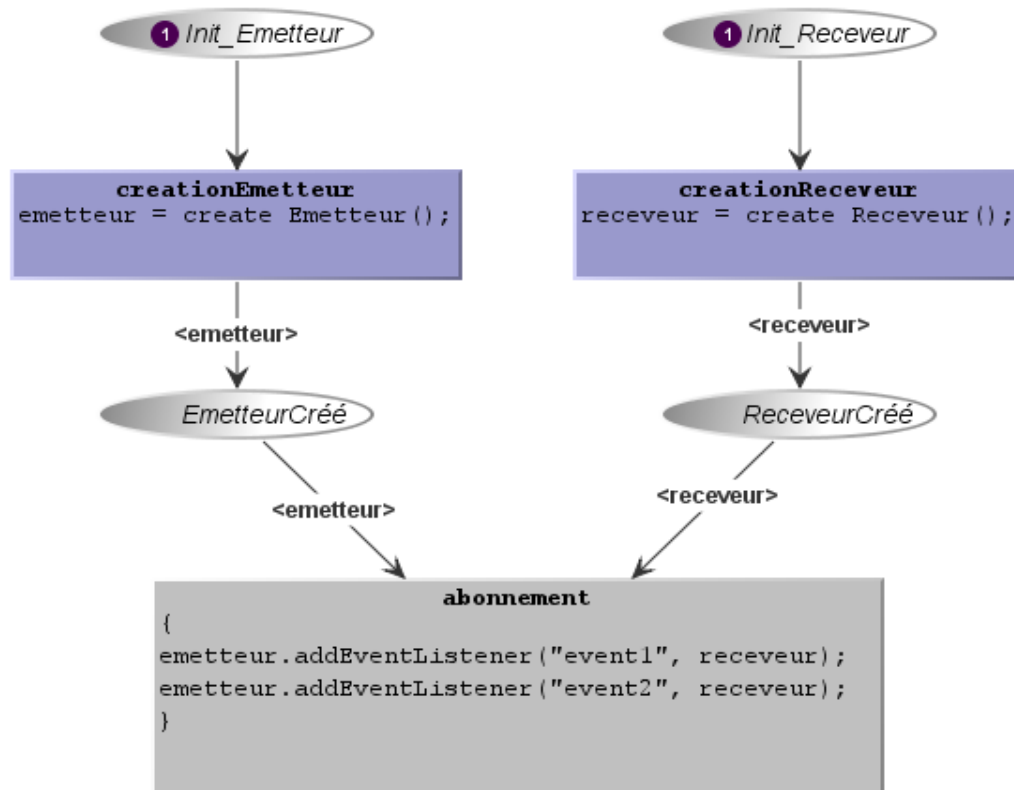 1 Init_Emetteur
1 Init_Receveur
creationEmetteur
emetteur = create Emetteur();
creationReceveur
receveur = create Receveur();
<emetteur>
<receveur>
EmetteurCréé
ReceveurCréé
<emetteur>
<receveur>
abonnement
{
emetteur.addEventListener("event1", receveur);
emetteur.addEventListener("event2", receveur);
}